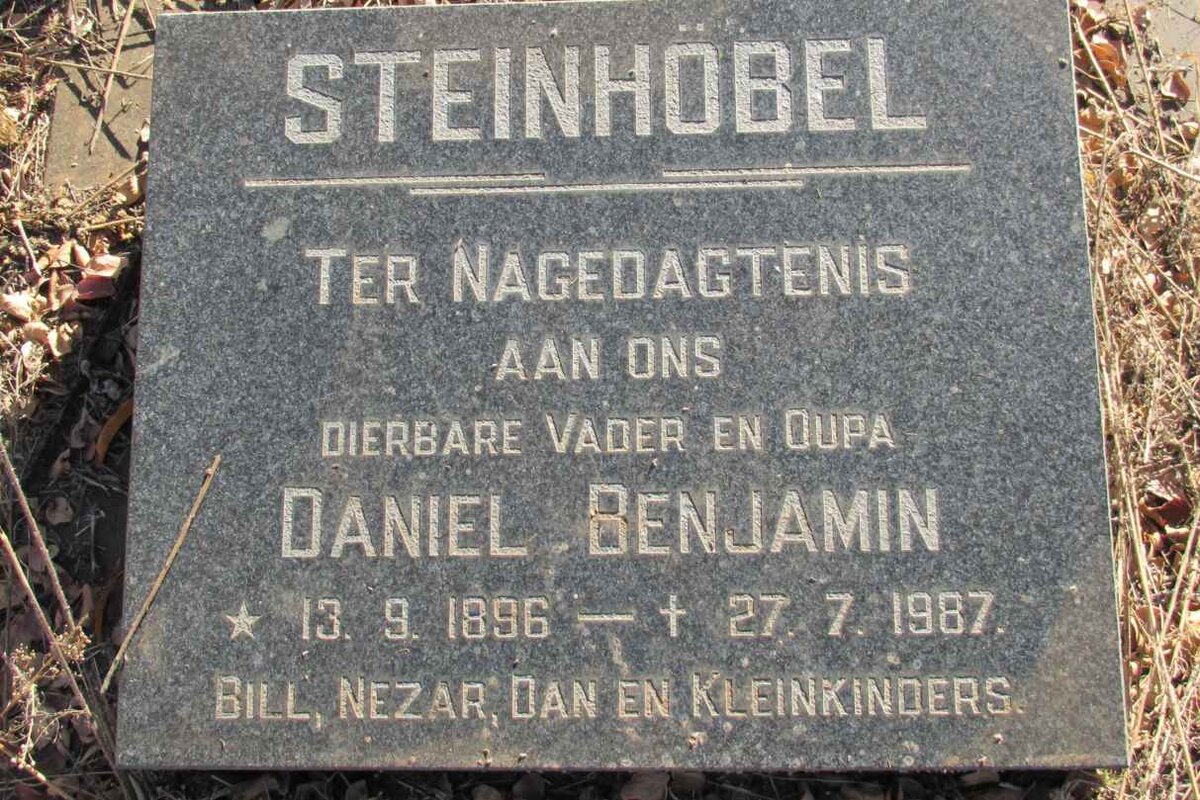 STEINHÖBEL
TER NAGEDAGTENIS
AAN ONS
DIERBARE VADER EN OUPA
DANIEL BENJAMIN
★ 13. 9. 1896 — † 27. 7. 1987.
BILL, NEZAR, DAN EN KLEINKINDERS.